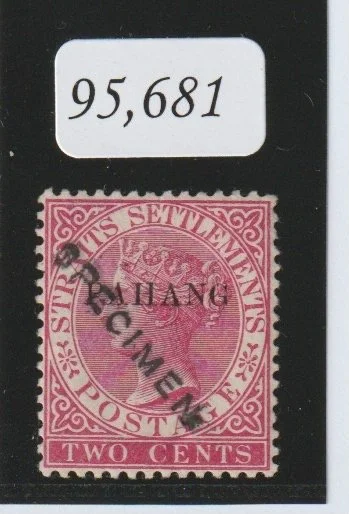 95,681
STRAITS SETTLEMENTS
PAHANG
SPECIMEN
POSTAGE
TWO CENTS